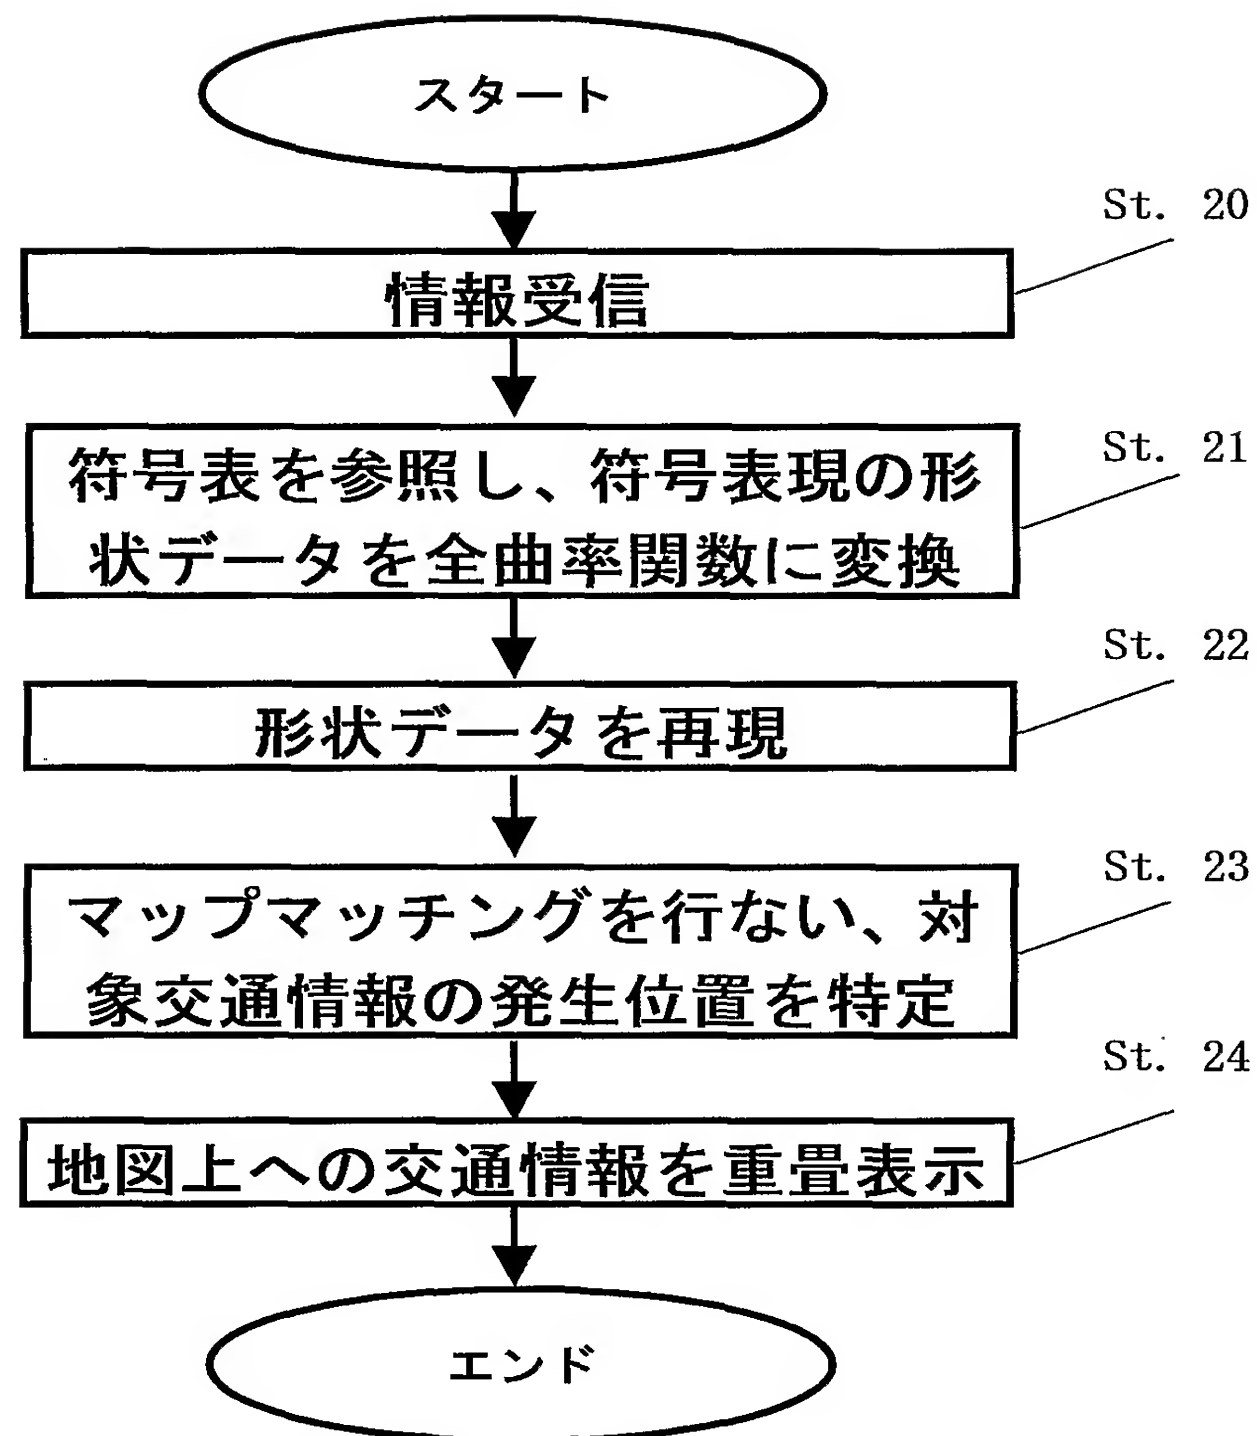 スタート
St. 20
情報受信
St. 21
符号表を参照し、符号表現の形
状データを全曲率関数に変換
St. 22
形状データを再現
St. 23
マップマッチングを行ない、対
象交通情報の発生位置を特定
St. 24
地図上への交通情報を重畳表示
エンド